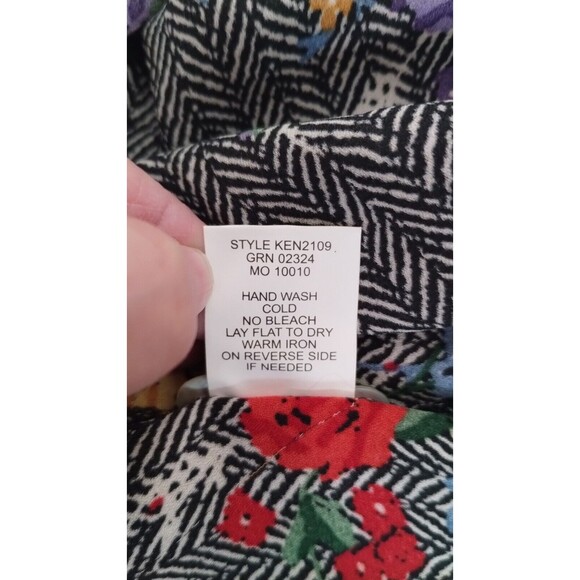 STYLE KEN2109
GRN 02324
MO 10010
HAND WASH
COLD
NO BLEACH
LAY FLAT TO DRY
WARM IRON
ON REVERSE SIDE
IF NEEDED